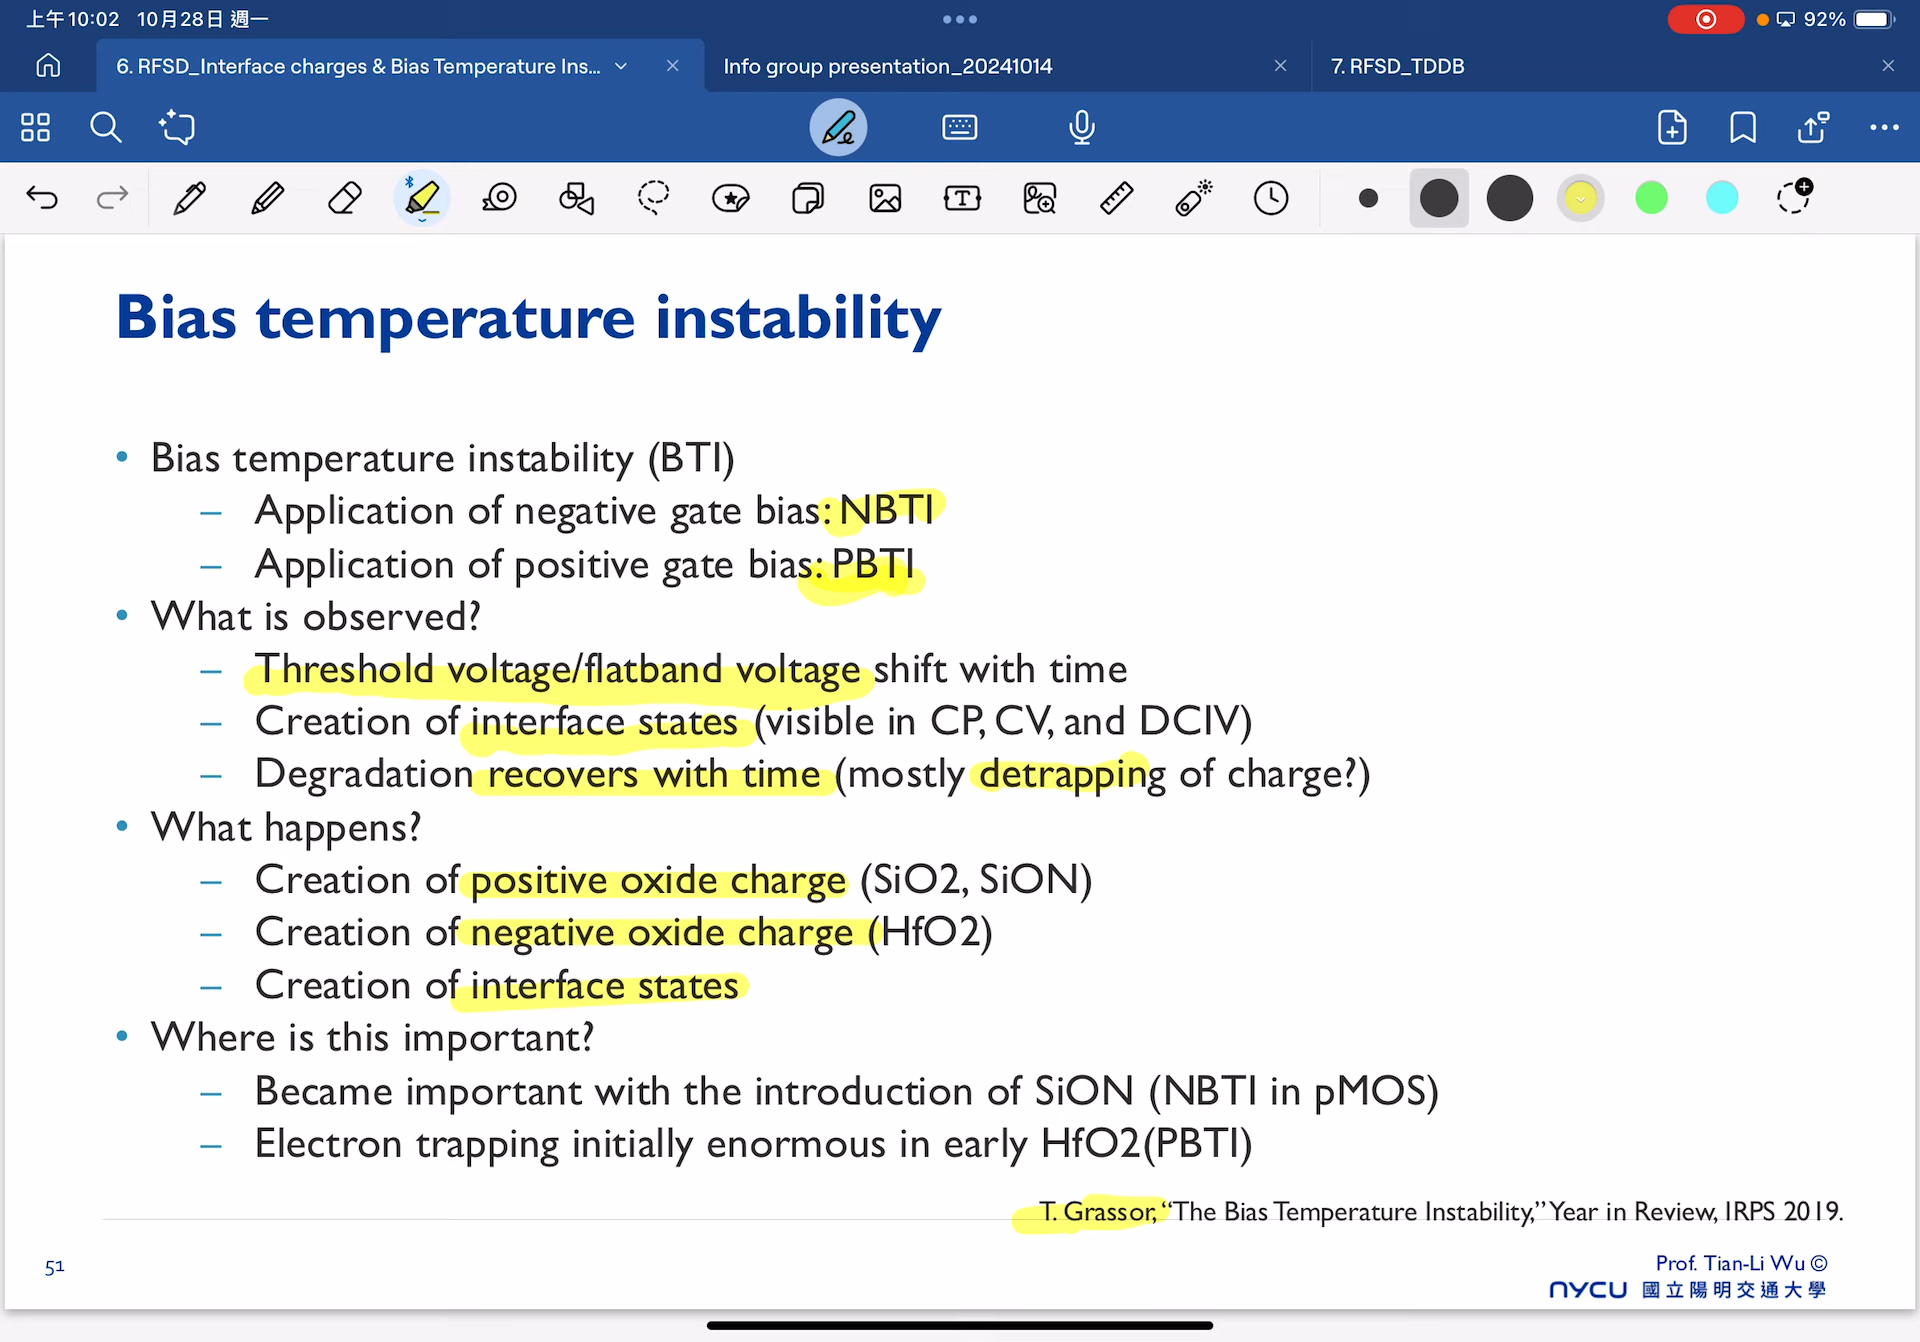 上午10:02 10月28日 週一
92%
6. RFSD_Interface charges & Bias Temperature Ins...
Info group presentation_20241014
7. RFSD_TDDB
Bias temperature instability
• Bias temperature instability (BTI)
– Application of negative gate bias: NBTI
– Application of positive gate bias: PBTI
• What is observed?
– Threshold voltage/flatband voltage shift with time
– Creation of interface states (visible in CP, CV, and DCIV)
– Degradation recovers with time (mostly detrapping of charge?)
• What happens?
– Creation of positive oxide charge (SiO2, SiON)
– Creation of negative oxide charge (HfO2)
– Creation of interface states
• Where is this important?
– Became important with the introduction of SiON (NBTI in pMOS)
– Electron trapping initially enormous in early HfO2(PBTI)
T. Grassor, “The Bias Temperature Instability,” Year in Review, IRPS 2019.
51
Prof. Tian-Li Wu ©
NYCU 國立陽明交通大學